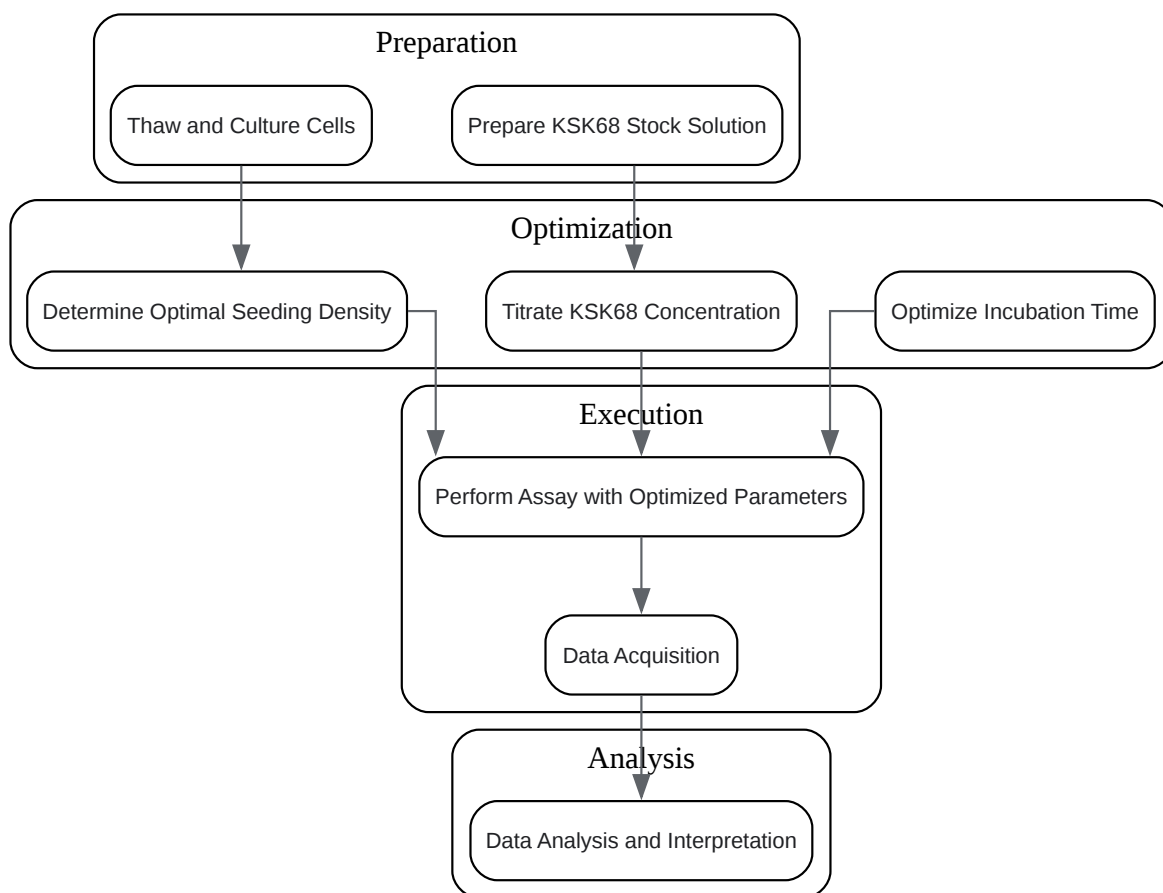 Preparation
Thaw and Culture Cells
Prepare KSK68 Stock Solution
Optimization
Determine Optimal Seeding Density
Titrate KSK68 Concentration
Optimize Incubation Time
Execution
Perform Assay with Optimized Parameters
Data Acquisition
Analysis
Data Analysis and Interpretation